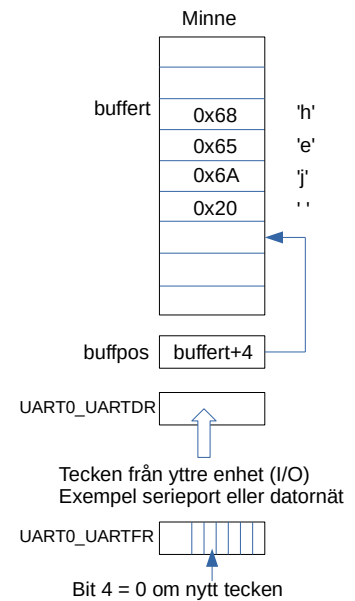 Minne
buffert 0x68 'h'
0x65 'e'
0x6A 'j'
0x20 ' '
buffpos buffert+4
UART0_UARTDR
Tecken från yttre enhet (I/O)
Exempel serieport eller datornät
UART0_UARTFR
Bit 4 = 0 om nytt tecken